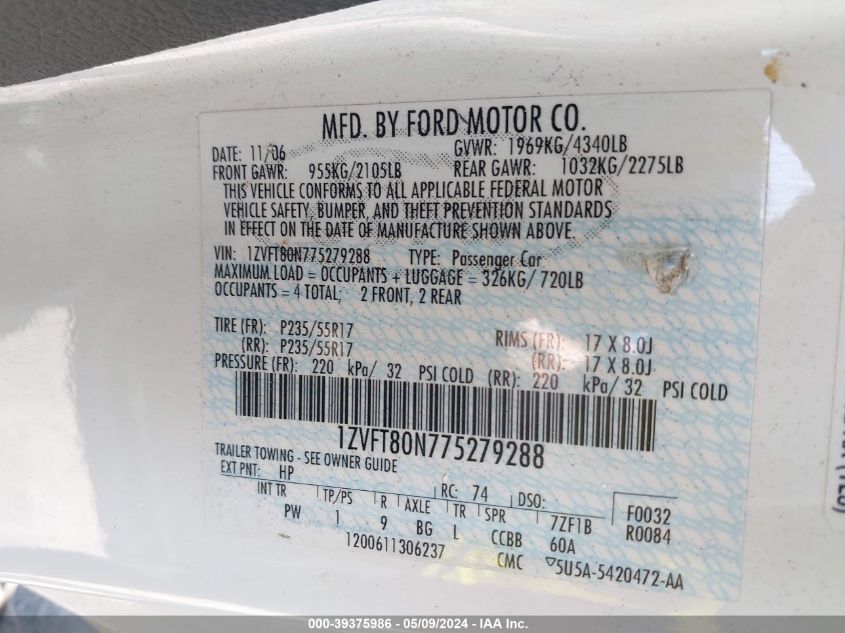 MFD. BY FORD MOTOR CO.
DATE: 11/06 GVWR: 1969KG/4340LB
FRONT GAWR: 955KG/2105LB REAR GAWR: 1032KG/2275LB
THIS VEHICLE CONFORMS TO ALL APPLICABLE FEDERAL MOTOR
VEHICLE SAFETY, BUMPER, AND THEFT PREVENTION STANDARDS
IN EFFECT ON THE DATE OF MANUFACTURE SHOWN ABOVE.
VIN: 1ZVFT80N775279288 TYPE: Passenger Car
MAXIMUM LOAD = OCCUPANTS + LUGGAGE = 326KG/ 720LB
OCCUPANTS = 4 TOTAL; 2 FRONT, 2 REAR
TIRE (FR): P235/55R17 RIMS (FR): 17 X 8.0J
(RR): P235/55R17 (RR): 17 X 8.0J
PRESSURE (FR): 220 kPa/ 32 PSI COLD (RR): 220 kPa/ 32 PSI COLD
1ZVFT80N775279288
TRAILER TOWING - SEE OWNER GUIDE
EXT PNT: HP RC: 74 DSO: F0032
INT TR TP/PS R AXLE TR SPR 7ZF1B R0084
PW 1 9 BG L CCBB 60A
1200611306237 CMC ▽5U5A-5420472-AA
000-39375986 - 05/09/2024 - IAA Inc.